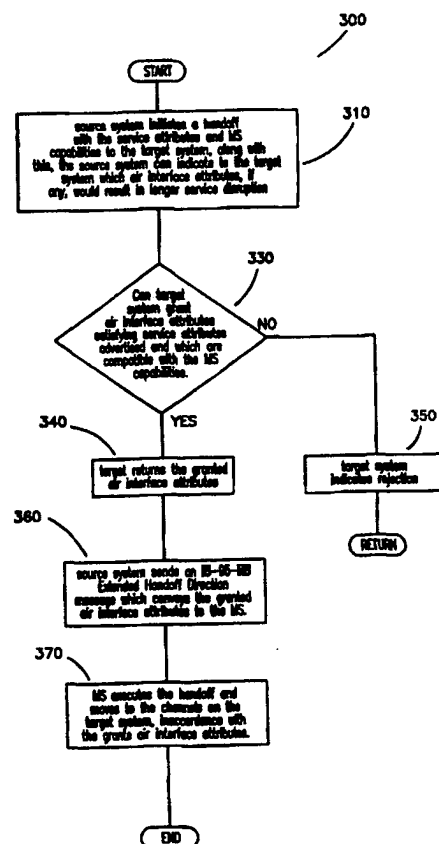 300
START
310
source system initiates a handoff
with the service attributes and MS
capabilities to the target system, along with
this, the source system can indicate to the target
system which air interface attributes, if
any, would result in longer service disruption
330
Can target
system grant
air interface attributes
satisfying service attributes
advertised and which are
compatible with the MS
capabilities.
NO
YES
340
target returns the granted
air interface attributes
350
target system
indicates rejection
RETURN
360
source system sends an
Extended Handoff Direction
message which conveys the granted
air interface attributes to the MS.
370
MS executes the handoff and
moves to the channels on the
target system, inaccordance with
the grants air interface attributes.
END